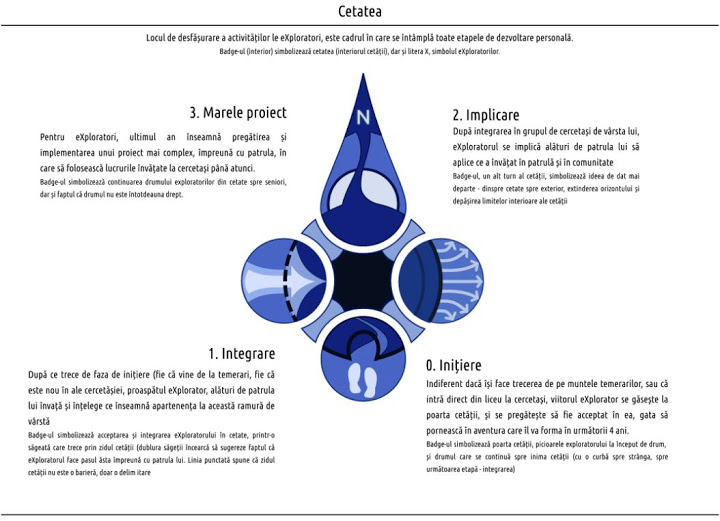 Cetatea
Locul de desfășurare a activităților le eXploratori, este cadrul în care se întâmplă toate etapele de dezvoltare personală.
Badge-ul (interior) simbolizează cetatea (interiorul cetății), dar și litera X, simbolul eXploratorilor.
3. Marele proiect
Pentru eXploratori, ultimul an înseamnă pregătirea și
implementarea unui proiect mai complex, împreună cu patrula, în
care să folosească lucrurile învățate la cercetași până atunci.
Badge-ul simbolizează continuarea drumului exploratorilor din cetate spre seniori,
dar și faptul că drumul nu este întotdeauna drept.
N
2. Implicare
După integrarea în grupul de cercetași de vârsta lui,
eXploratorul se implică alături de patrula lui să
aplice ce a învățat în patrulă și în comunitate
Badge-ul, un alt turn al cetății, simbolizează ideea de dat mai
departe - dinspre cetate spre exterior, extinderea orizontului și
depășirea limitelor interioare ale cetății
1. Integrare
După ce trece de faza de inițiere (fie că vine de la temerari, fie că
este nou în ale cercetășiei, proaspătul eXplorator, alături de patrula
lui învață și înțelege ce înseamnă apartenența la această ramură de
vârstă
Badge-ul simbolizează acceptarea și integrarea eXploratorului în cetate, printr-o
săgeată care trece prin zidul cetății (dublura săgeții încearcă să sugereze faptul că
eXploratorul face pasul ăsta împreună cu patrula lui. Linia punctată spune că zidul
cetății nu este o barieră, doar o delim itare
0. Inițiere
Indiferent dacă își face trecerea de pe muntele temerarilor, sau că
intră direct din liceu la cercetași, viitorul eXplorator se găsește la
poarta cetății, și se pregătește să fie acceptat în ea, gata să
pornească în aventura care îl va forma în următorii 4 ani.
Badge-ul simbolizează poarta cetății, picioarele exploratorului la început de drum,
și drumul care se continuă spre inima cetății (cu o curbă spre strânga, spre
următoarea etapă - integrarea)